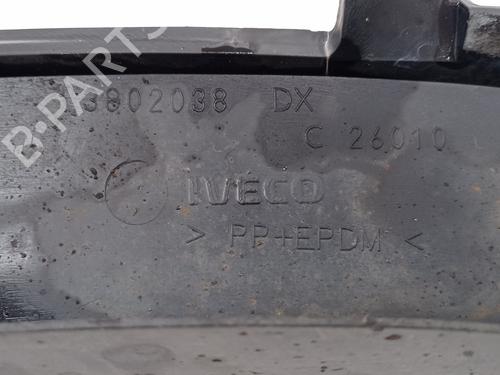 3802038 DX
C 26010
IVECO
> PP+EPDM <
B-PARTS